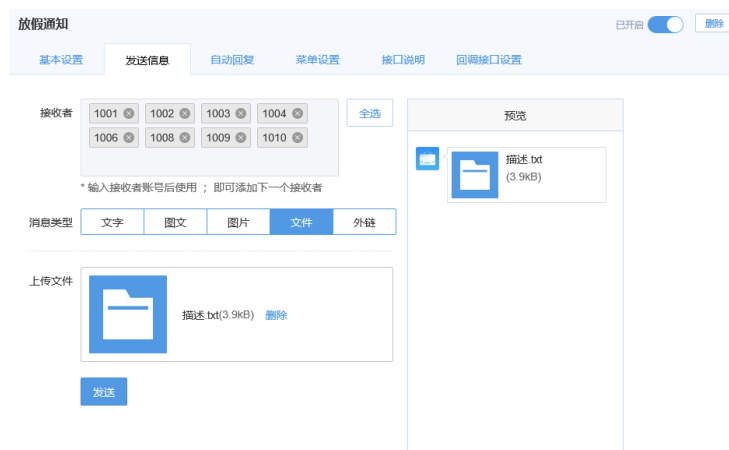 放假通知
已开启
删除
基本设置 发送信息 自动回复 菜单设置 接口说明 回调接口设置
接收者
1001 1002 1003 1004
1006 1008 1009 1010
全选
* 输入接收者账号后使用 ; 即可添加下一个接收者
消息类型 文字 图文 图片 文件 外链
上传文件
描述.txt(3.9kB) 删除
发送
预览
描述.txt
(3.9kB)